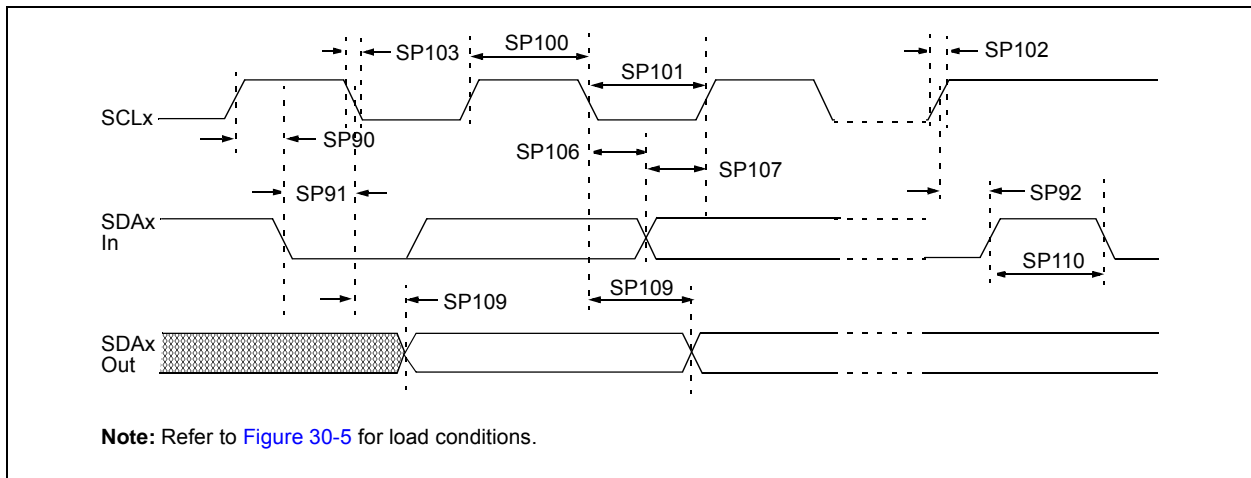 SP103
SP100
SP101
SP102
SCLx
SP90
SP106
SP107
SP91
SP92
SDAx
In
SP110
SP109
SP109
SDAx
Out
Note: Refer to Figure 30-5 for load conditions.